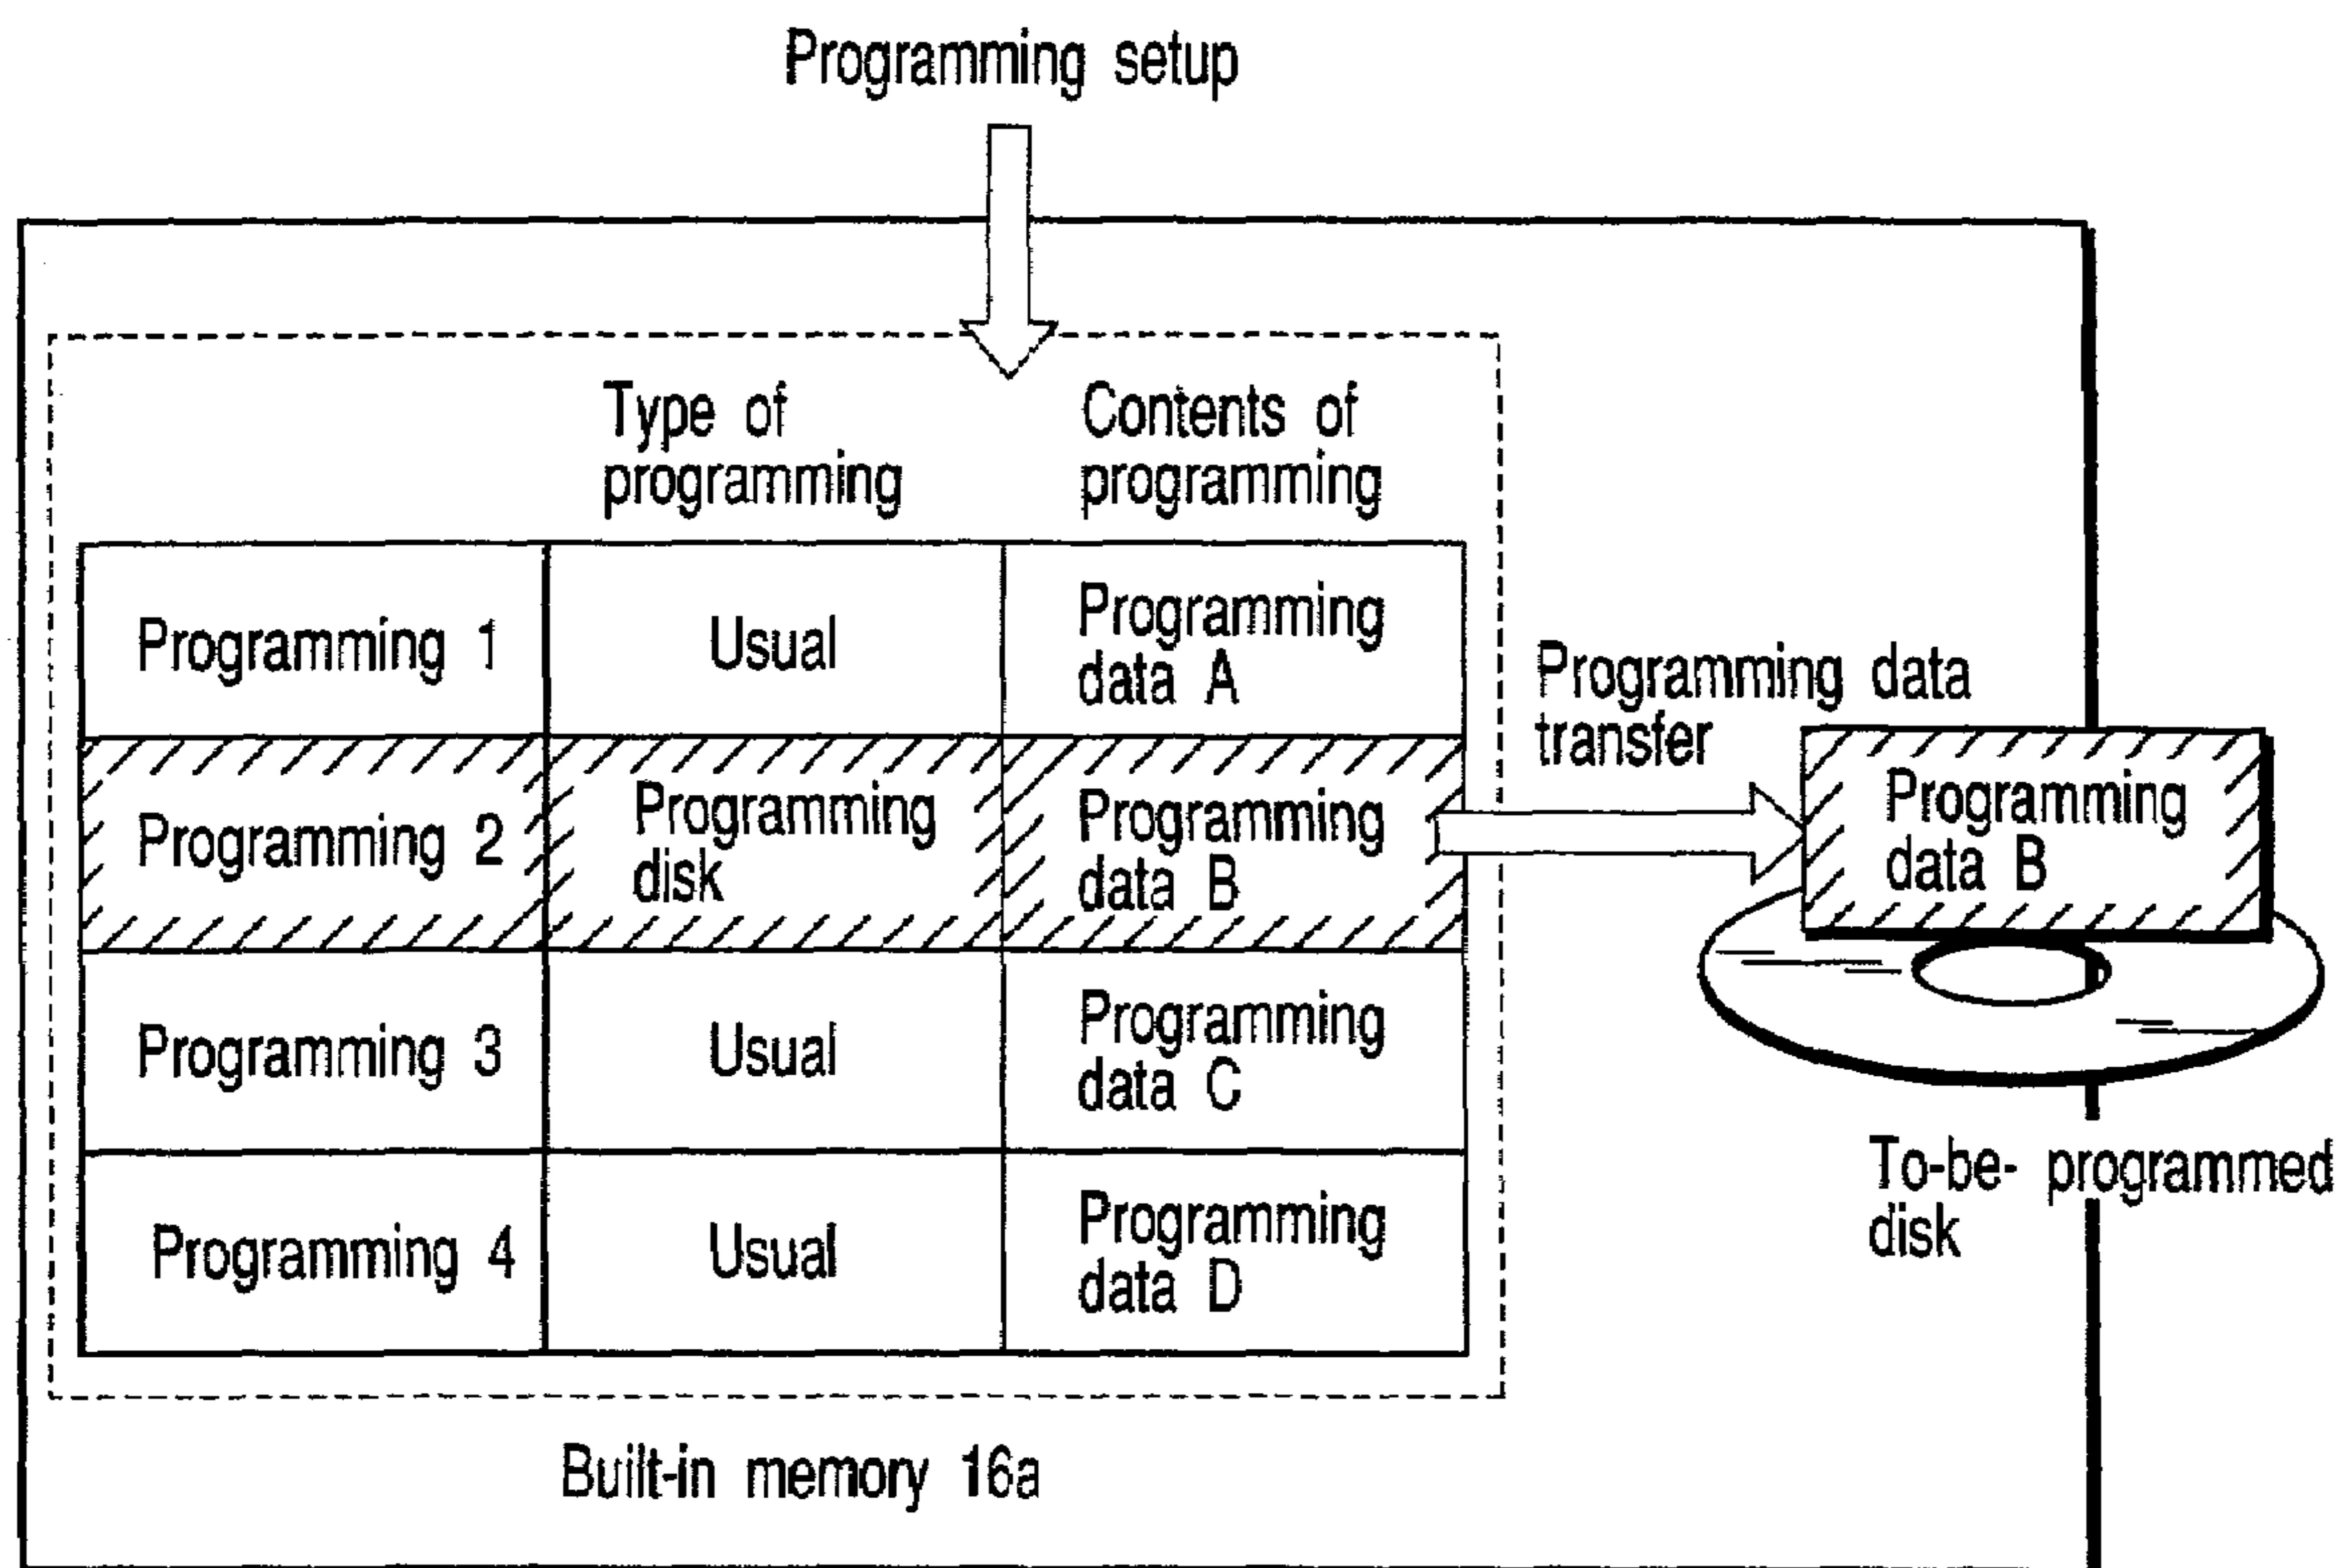 Programming setup
Type of
programming
Contents of
programming
Programming 1
Usual
Programming
data A
Programming 2
Programming
disk
Programming
data B
Programming 3
Usual
Programming
data C
Programming 4
Usual
Programming
data D
Programming data
transfer
Programming
data B
To-be- programmed
disk
Built-in memory 16a